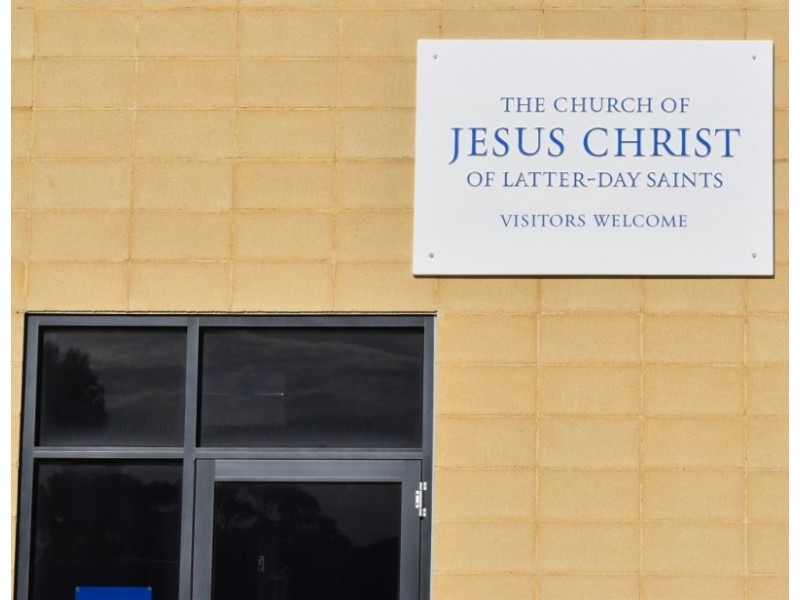 THE CHURCH OF
JESUS CHRIST
OF LATTER-DAY SAINTS
VISITORS WELCOME